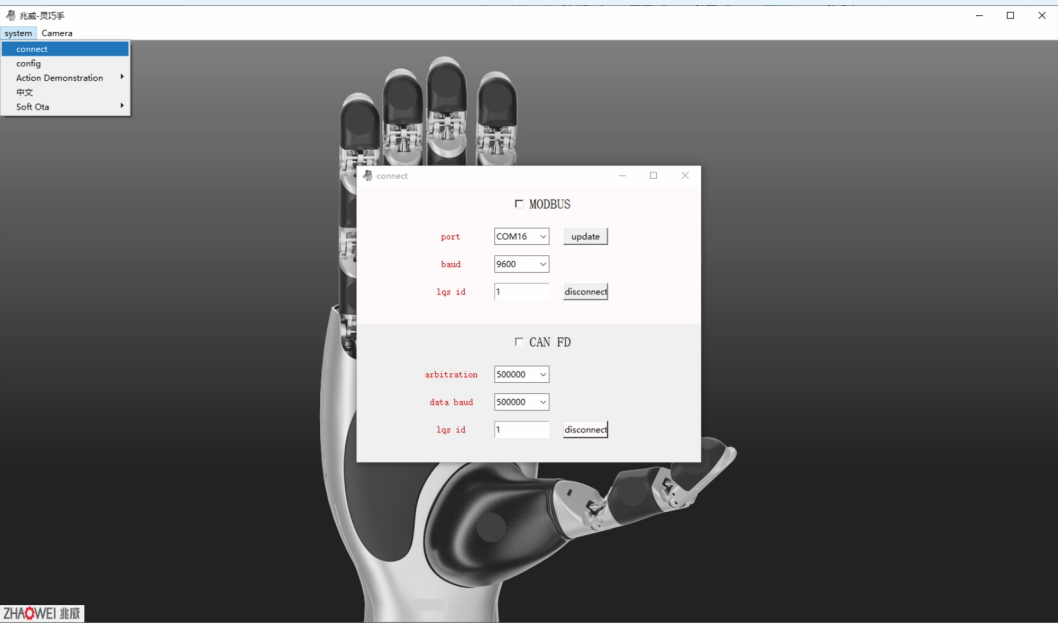 兆威-灵巧手
system Camera
connect
config
Action Demonstration
中文
Soft Ota
connect
MODBUS
port COM16 update
baud 9600
lqs id 1 disconnect
CAN FD
arbitration 500000
data baud 500000
lqs id 1 disconnect
ZHAOWEI 兆威